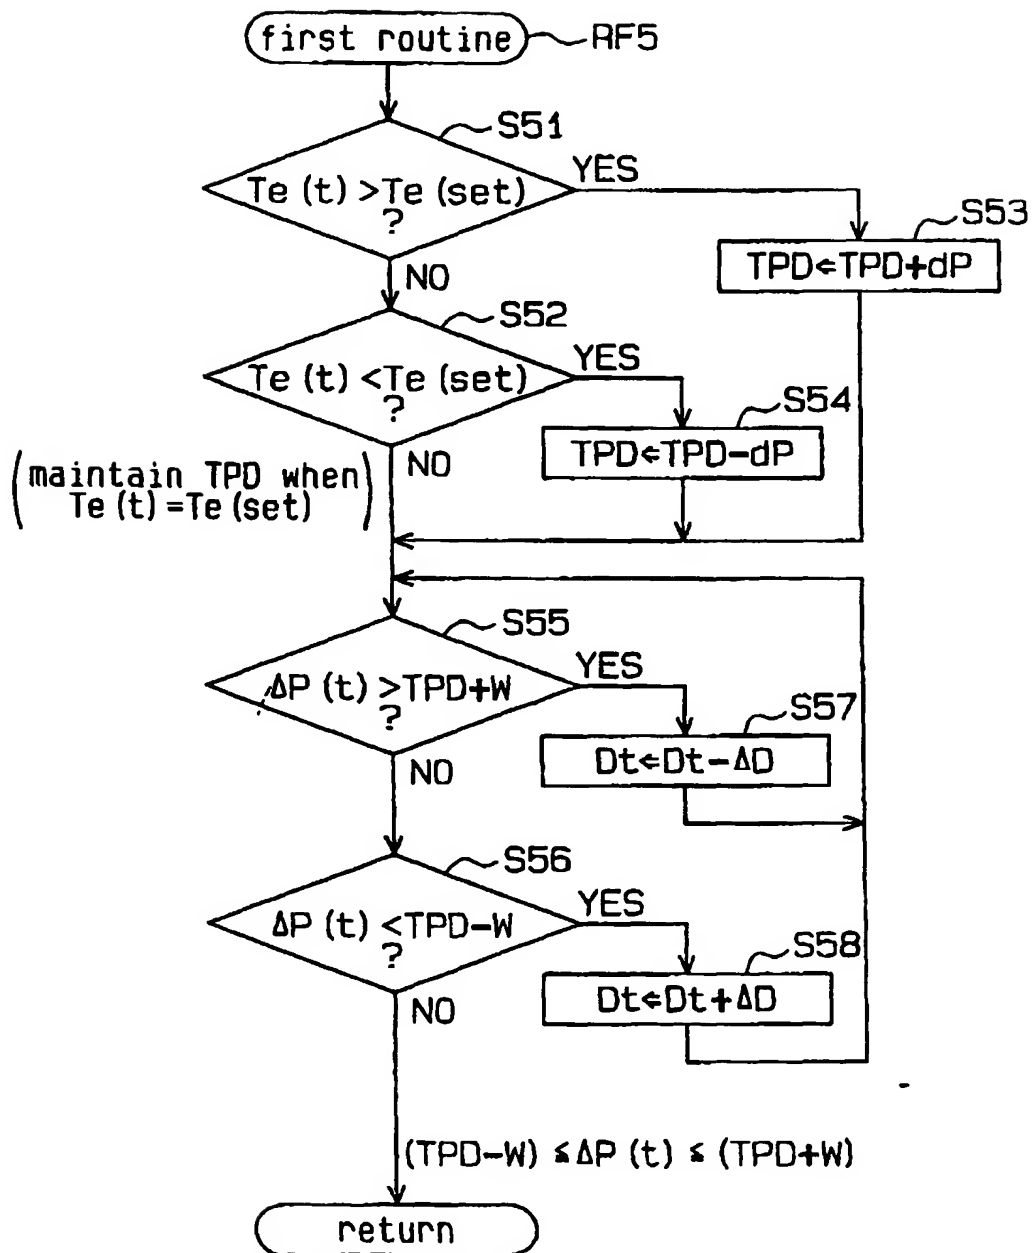 first routine
RF5
S51
Te (t) >Te (set)
?
YES
NO
S53
TPD⇐TPD+dP
S52
Te (t) <Te (set)
?
YES
NO
S54
TPD⇐TPD-dP
(maintain TPD when
Te (t) =Te (set))
S55
ΔP (t) >TPD+W
?
YES
NO
S57
Dt⇐Dt-ΔD
S56
ΔP (t) <TPD-W
?
YES
NO
S58
Dt⇐Dt+ΔD
(TPD-W) ≦ΔP (t) ≦ (TPD+W)
return